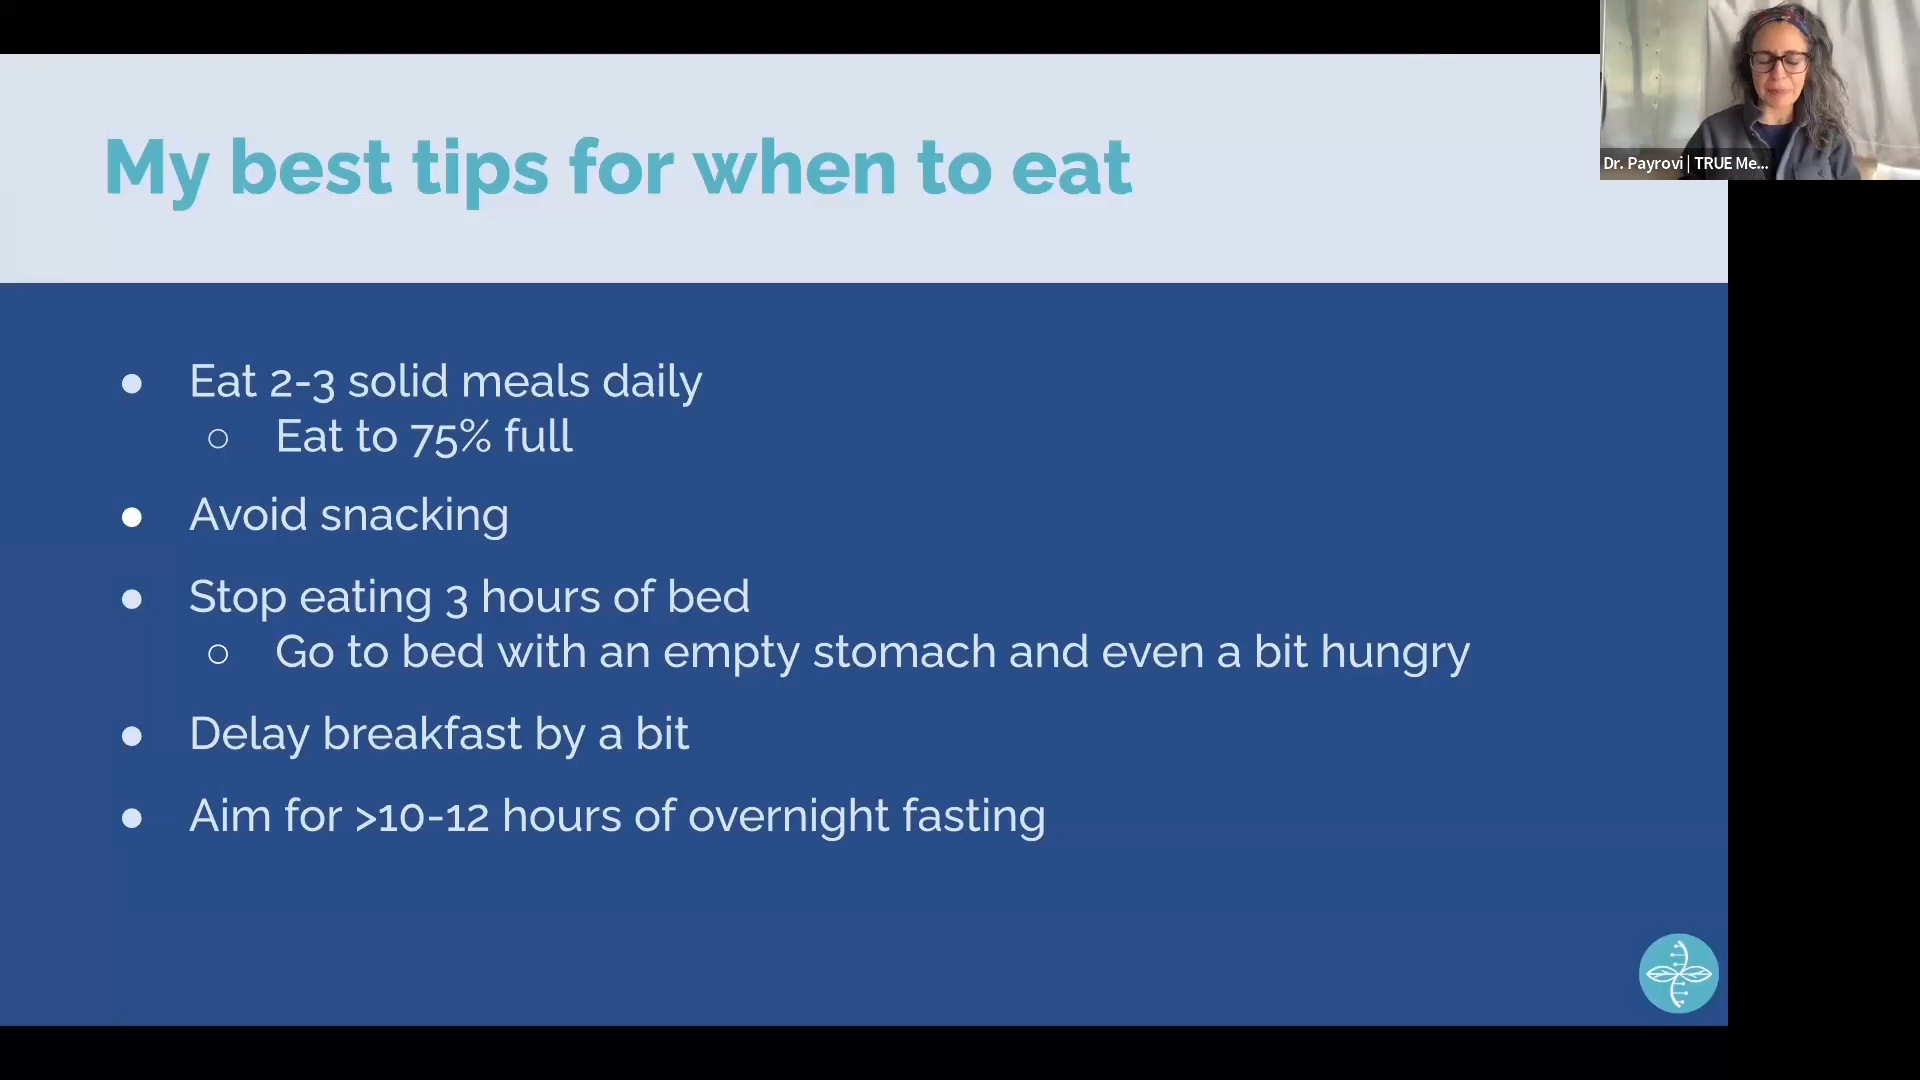 My best tips for when to eat
Dr. Payrovi | TRUE Me...
● Eat 2-3 solid meals daily
○ Eat to 75% full
● Avoid snacking
● Stop eating 3 hours of bed
○ Go to bed with an empty stomach and even a bit hungry
● Delay breakfast by a bit
● Aim for >10-12 hours of overnight fasting